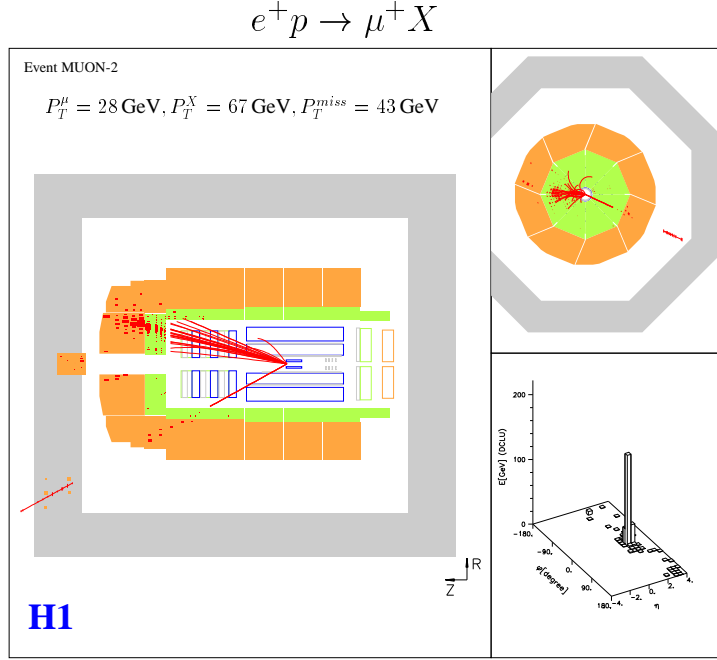 e⁺p → μ⁺X
Event MUON-2
P_T^μ = 28 GeV, P_T^X = 67 GeV, P_T^miss = 43 GeV
R
Z
H1
E[GeV] (DCLU)
200
100
0
-180.
-90.
0.
90.
180.
φ[degree]
-4.
-2.
0.
2.
4.
η